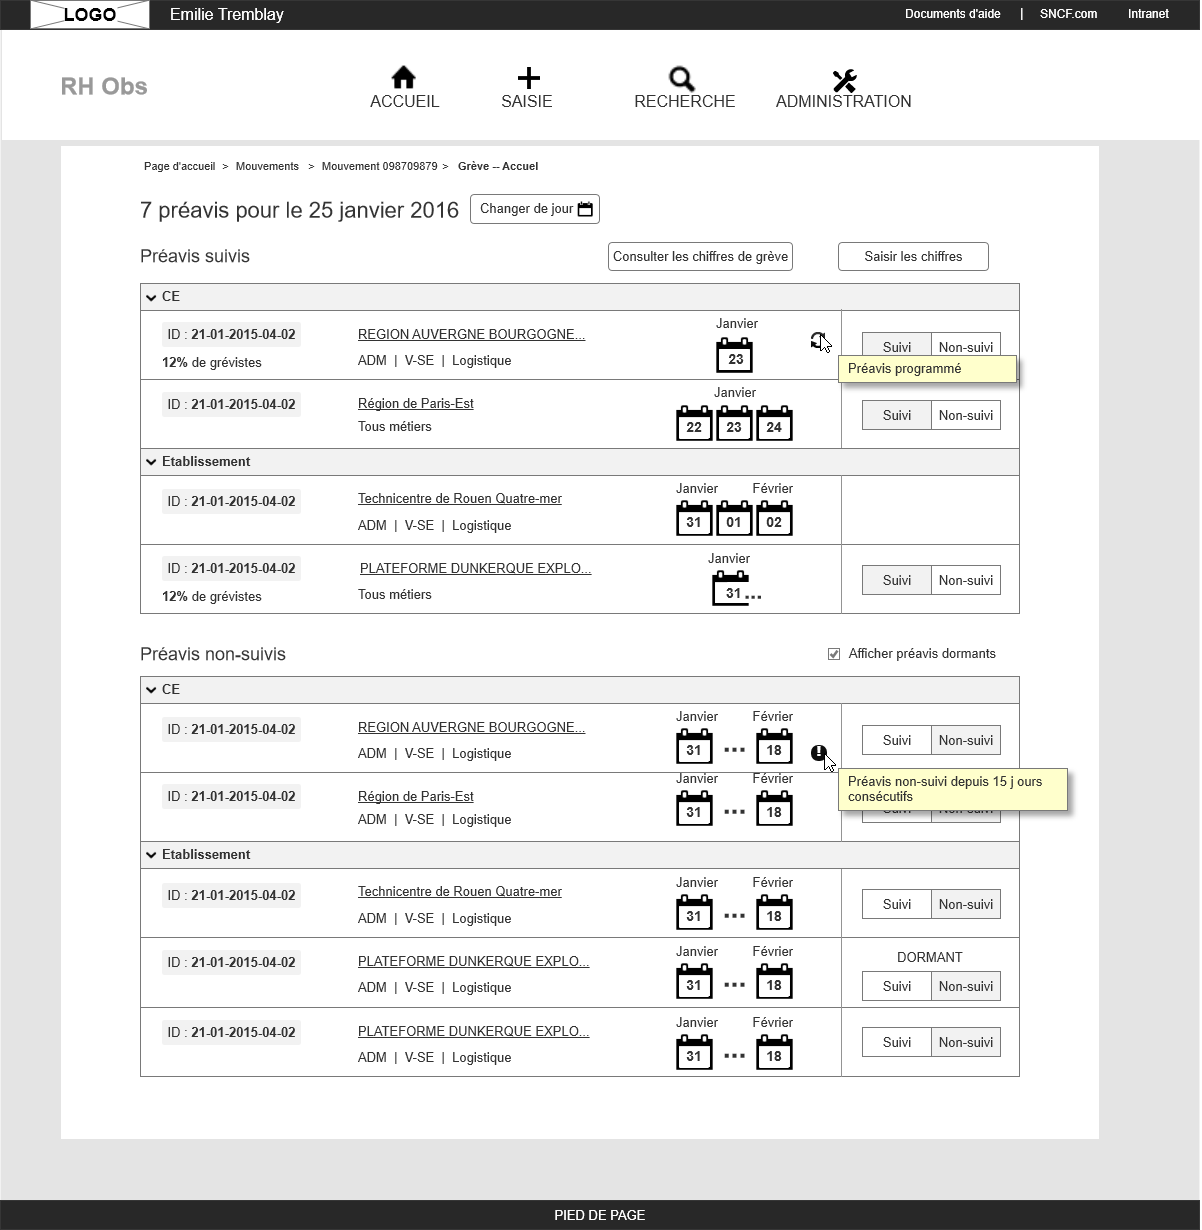 LOGO Emilie Tremblay Documents d'aide | SNCF.com Intranet
RH Obs
ACCUEIL SAISIE RECHERCHE ADMINISTRATION
Page d'accueil > Mouvements > Mouvement 098709879 > Grève -- Accuel
7 préavis pour le 25 janvier 2016 Changer de jour
Préavis suivis Consulter les chiffres de grève Saisir les chiffres
CE
Janvier
ID : 21-01-2015-04-02 REGION AUVERGNE BOURGOGNE...
23 Suivi Non-suivi
12% de grévistes ADM | V-SE | Logistique
Préavis programmé
Janvier
ID : 21-01-2015-04-02 Région de Paris-Est
Suivi Non-suivi
Tous métiers 22 23 24
Etablissement
Janvier Février
ID : 21-01-2015-04-02 Technicentre de Rouen Quatre-mer
ADM | V-SE | Logistique 31 01 02
Janvier
ID : 21-01-2015-04-02 PLATEFORME DUNKERQUE EXPLO...
Suivi Non-suivi
12% de grévistes Tous métiers 31 ...
Préavis non-suivis Afficher préavis dormants
CE
Janvier Février
ID : 21-01-2015-04-02 REGION AUVERGNE BOURGOGNE...
Suivi Non-suivi
ADM | V-SE | Logistique 31 ... 18
Janvier Février
Préavis non-suivi depuis 15 j ours
consécutifs
ID : 21-01-2015-04-02 Région de Paris-Est
ADM | V-SE | Logistique 31 ... 18 Suivi Non-suivi
Etablissement
Janvier Février
ID : 21-01-2015-04-02 Technicentre de Rouen Quatre-mer
Suivi Non-suivi
ADM | V-SE | Logistique 31 ... 18
Janvier Février DORMANT
ID : 21-01-2015-04-02 PLATEFORME DUNKERQUE EXPLO...
ADM | V-SE | Logistique 31 ... 18 Suivi Non-suivi
Janvier Février
ID : 21-01-2015-04-02 PLATEFORME DUNKERQUE EXPLO...
Suivi Non-suivi
ADM | V-SE | Logistique 31 ... 18
PIED DE PAGE